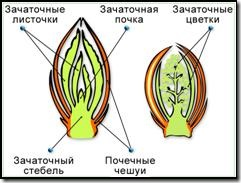 Зачаточные
листочки
Зачаточная
почка
Зачаточные
цветки
Зачаточный
стебель
Почечные
чешуи